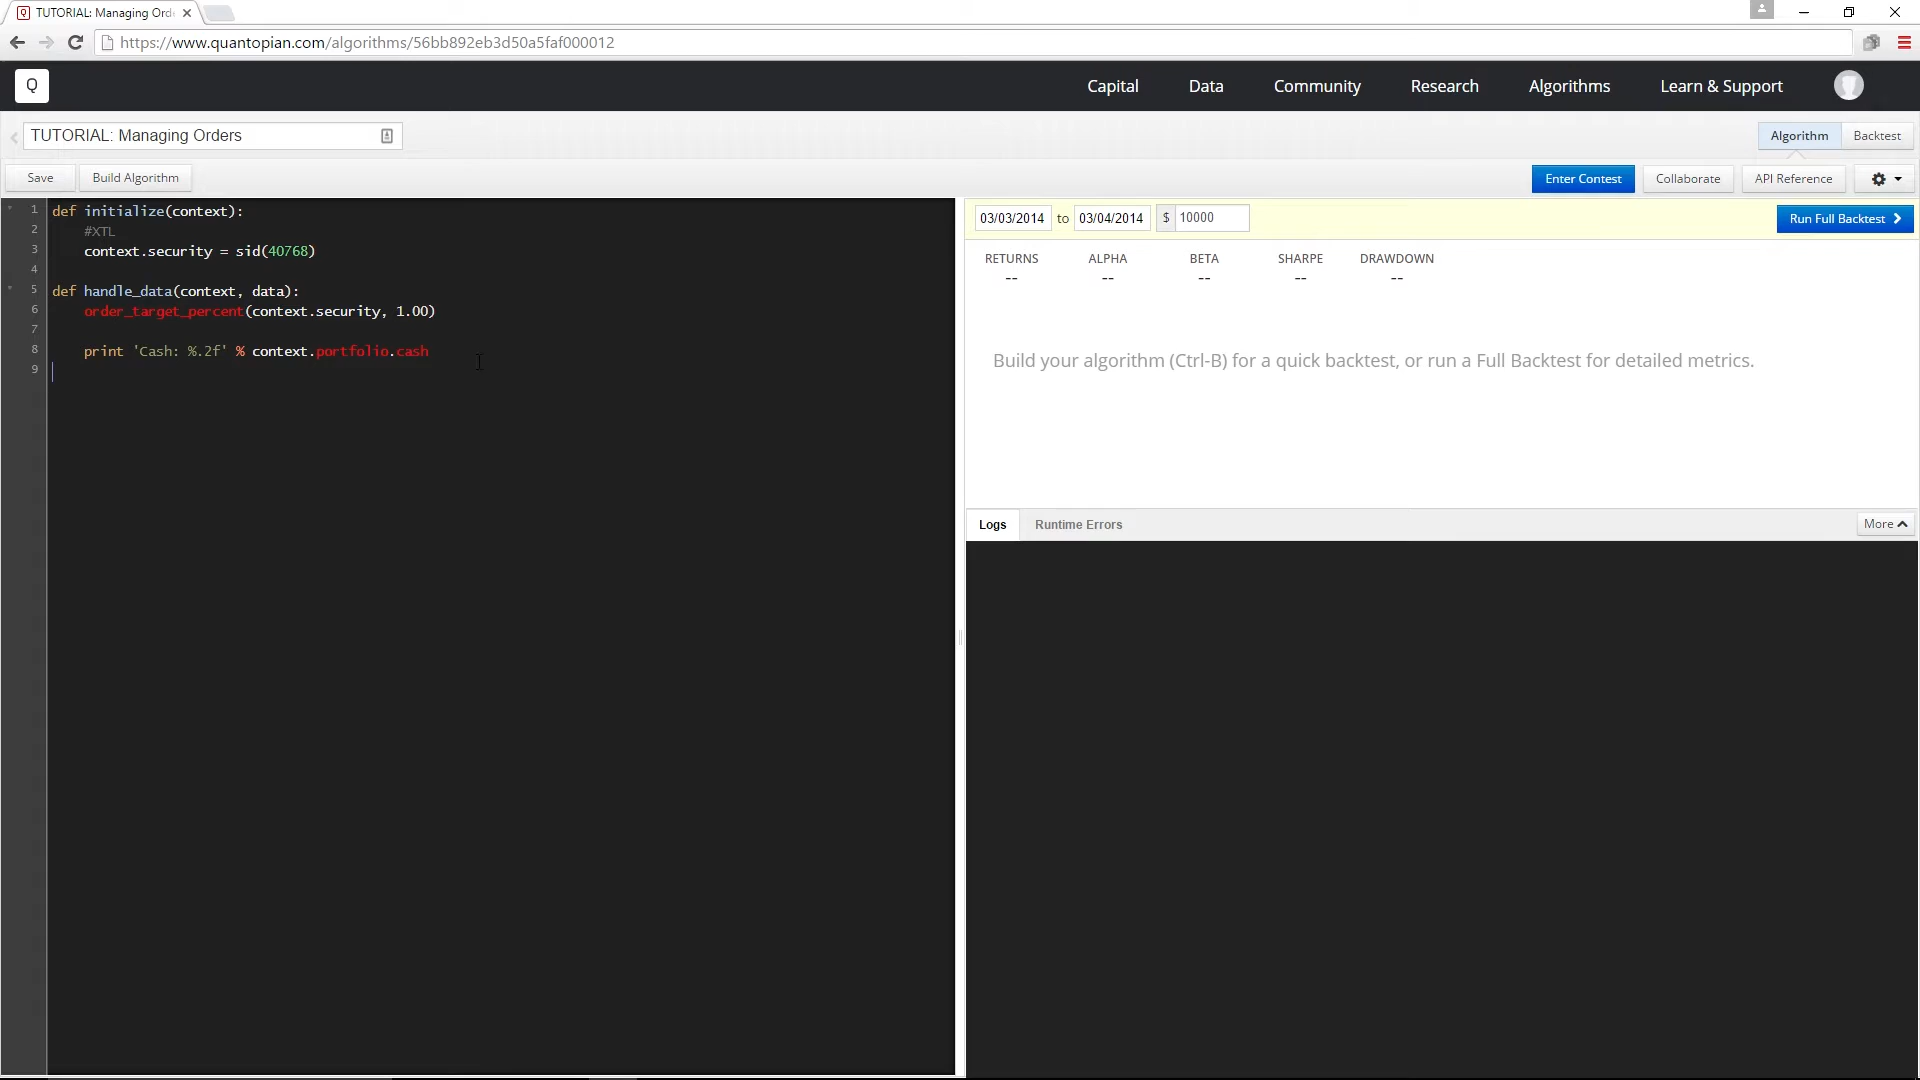 TUTORIAL: Managing Ord
https://www.quantopian.com/algorithms/56bb892eb3d50a5faf000012
Q Capital Data Community Research Algorithms Learn & Support
TUTORIAL: Managing Orders
Algorithm Backtest
Save Build Algorithm
Enter Contest Collaborate API Reference
1 def initialize(context):
2 #XTL
3 context.security = sid(40768)
4
5 def handle_data(context, data):
6 order_target_percent(context.security, 1.00)
7
8 print 'Cash: %.2f' % context.portfolio.cash
9
03/03/2014 to 03/04/2014 $ 10000 Run Full Backtest
RETURNS ALPHA BETA SHARPE DRAWDOWN
-- -- -- -- --
Build your algorithm (Ctrl-B) for a quick backtest, or run a Full Backtest for detailed metrics.
Logs Runtime Errors More